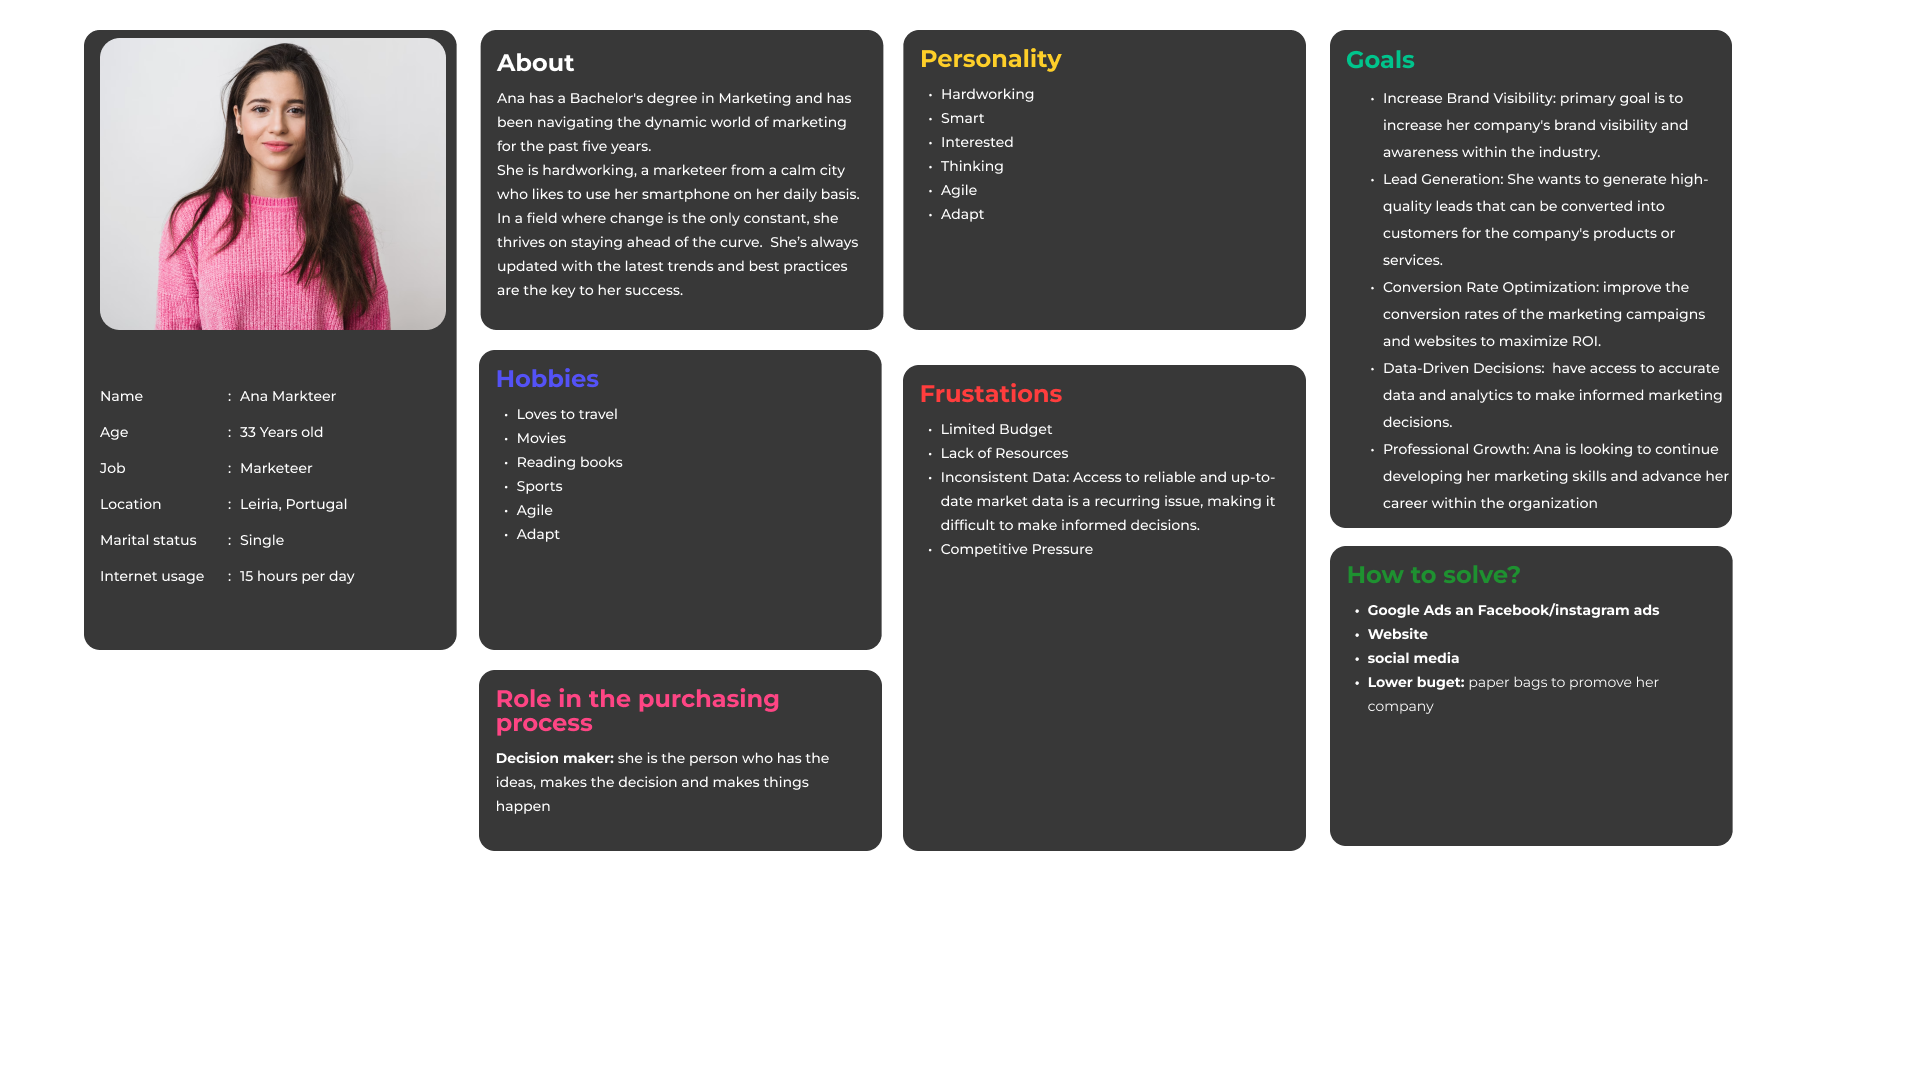 Name : Ana Markteer
Age : 33 Years old
Job : Marketeer
Location : Leiria, Portugal
Marital status : Single
Internet usage : 15 hours per day
About
Ana has a Bachelor's degree in Marketing and has
been navigating the dynamic world of marketing
for the past five years.
She is hardworking, a marketeer from a calm city
who likes to use her smartphone on her daily basis.
In a field where change is the only constant, she
thrives on staying ahead of the curve.  She’s always
updated with the latest trends and best practices
are the key to her success.
Hobbies
• Loves to travel
• Movies
• Reading books
• Sports
• Agile
• Adapt
Role in the purchasing
process
Decision maker: she is the person who has the
ideas, makes the decision and makes things
happen
Personality
• Hardworking
• Smart
• Interested
• Thinking
• Agile
• Adapt
Frustations
• Limited Budget
• Lack of Resources
• Inconsistent Data: Access to reliable and up-to-
date market data is a recurring issue, making it
difficult to make informed decisions.
• Competitive Pressure
Goals
• Increase Brand Visibility: primary goal is to
increase her company's brand visibility and
awareness within the industry.
• Lead Generation: She wants to generate high-
quality leads that can be converted into
customers for the company's products or
services.
• Conversion Rate Optimization: improve the
conversion rates of the marketing campaigns
and websites to maximize ROI.
• Data-Driven Decisions:  have access to accurate
data and analytics to make informed marketing
decisions.
• Professional Growth: Ana is looking to continue
developing her marketing skills and advance her
career within the organization
How to solve?
• Google Ads an Facebook/instagram ads
• Website
• social media
• Lower buget: paper bags to promove her
company